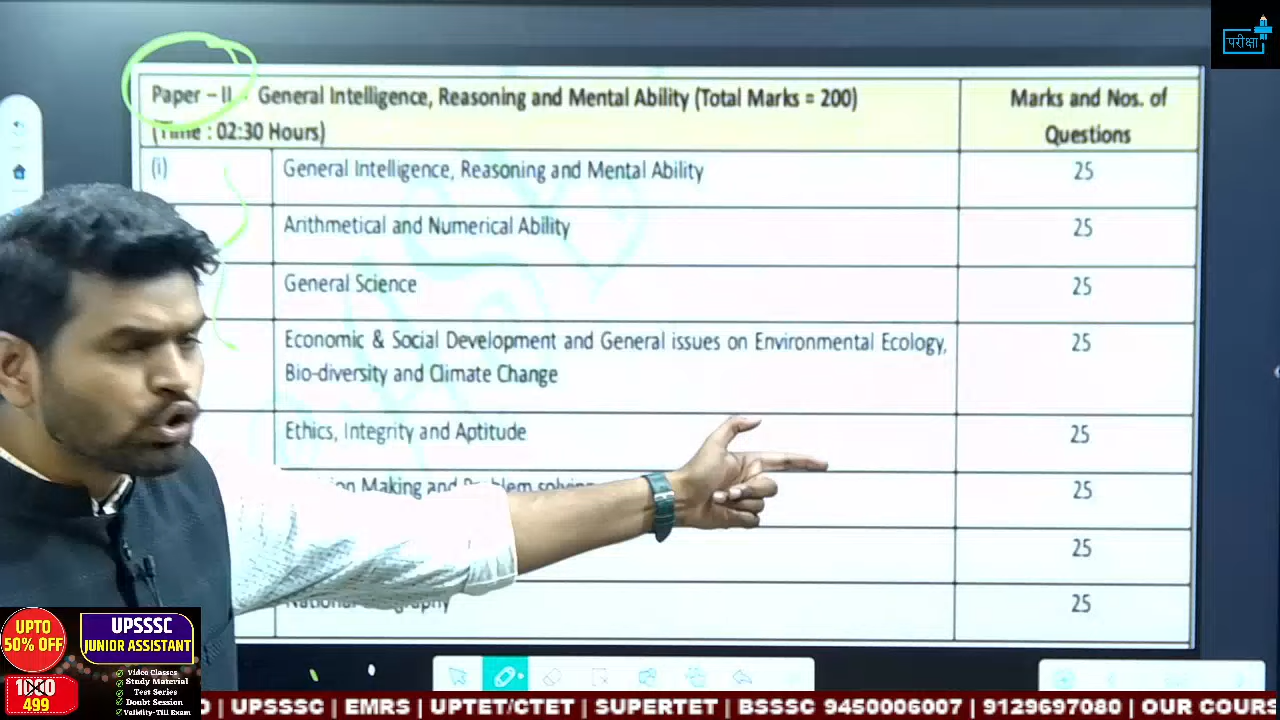 परीक्षा
Paper – II - General Intelligence, Reasoning and Mental Ability (Total Marks = 200)
(Time : 02:30 Hours)
Marks and Nos. of
Questions
(i) General Intelligence, Reasoning and Mental Ability 25
Arithmetical and Numerical Ability 25
General Science 25
Economic & Social Development and General issues on Environmental Ecology,
Bio-diversity and Climate Change 25
Ethics, Integrity and Aptitude 25
Making and 25
25
25
UPTO
50% OFF
1000
499
UPSSSC
JUNIOR ASSISTANT
Video Classes
Study Material
Test Series
Doubt Session
Validity-Till Exam
| UPSSSC | EMRS | UPTET/CTET | SUPERTET | BSSSC 9450006007 | 9129697080 | OUR COURS